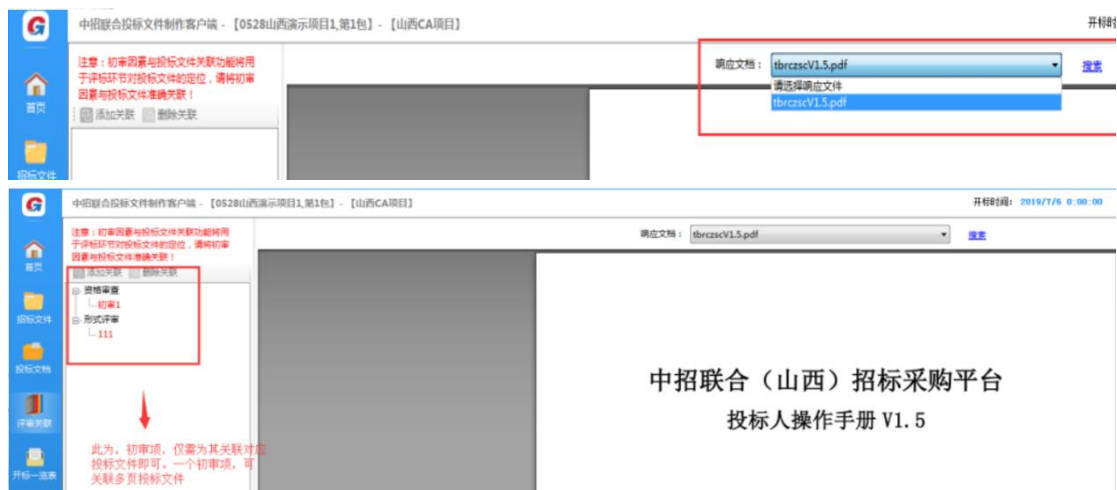 中招联合投标文件制作客户端 - 【0528山西演示项目1,第1包】 - 【山西CA项目】
开标时
注意：初审因素与投标文件关联功能将用
于评标环节对投标文件的定位，请将初审
因素与投标文件准确关联！
响应文档：
tbrczscV1.5.pdf
搜索
请选择响应文件
tbrczscV1.5.pdf
添加关联
删除关联
首页
招标文件
中招联合投标文件制作客户端 - 【0528山西演示项目1,第1包】 - 【山西CA项目】
开标时间： 2019/7/6 0:00:00
注意：初审因素与投标文件关联功能将用
于评标环节对投标文件的定位，请将初审
因素与投标文件准确关联！
响应文档：
tbrczscV1.5.pdf
搜索
添加关联
删除关联
资格审查
初审1
形式评审
111
首页
招标文件
投标文档
评审关联
开标一览表
中招联合（山西）招标采购平台
投标人操作手册 V1.5
此为，初审项，仅需为其关联对应
投标文件即可。一个初审项，可
关联多页投标文件